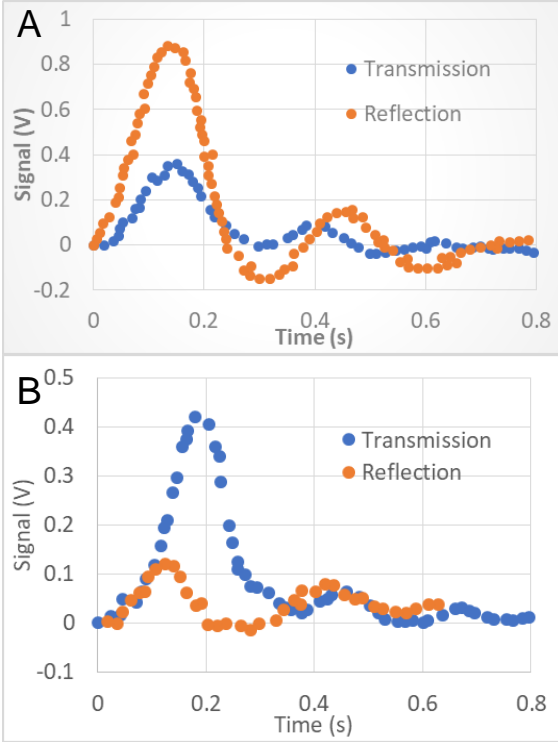 A
1
0.8
0.6
0.4
0.2
0
-0.2
Signal (V)
Transmission
Reflection
0 0.2 0.4 0.6 0.8
Time (s)
B
0.5
0.4
0.3
0.2
0.1
0
-0.1
Signal (V)
Transmission
Reflection
0 0.2 0.4 0.6 0.8
Time (s)